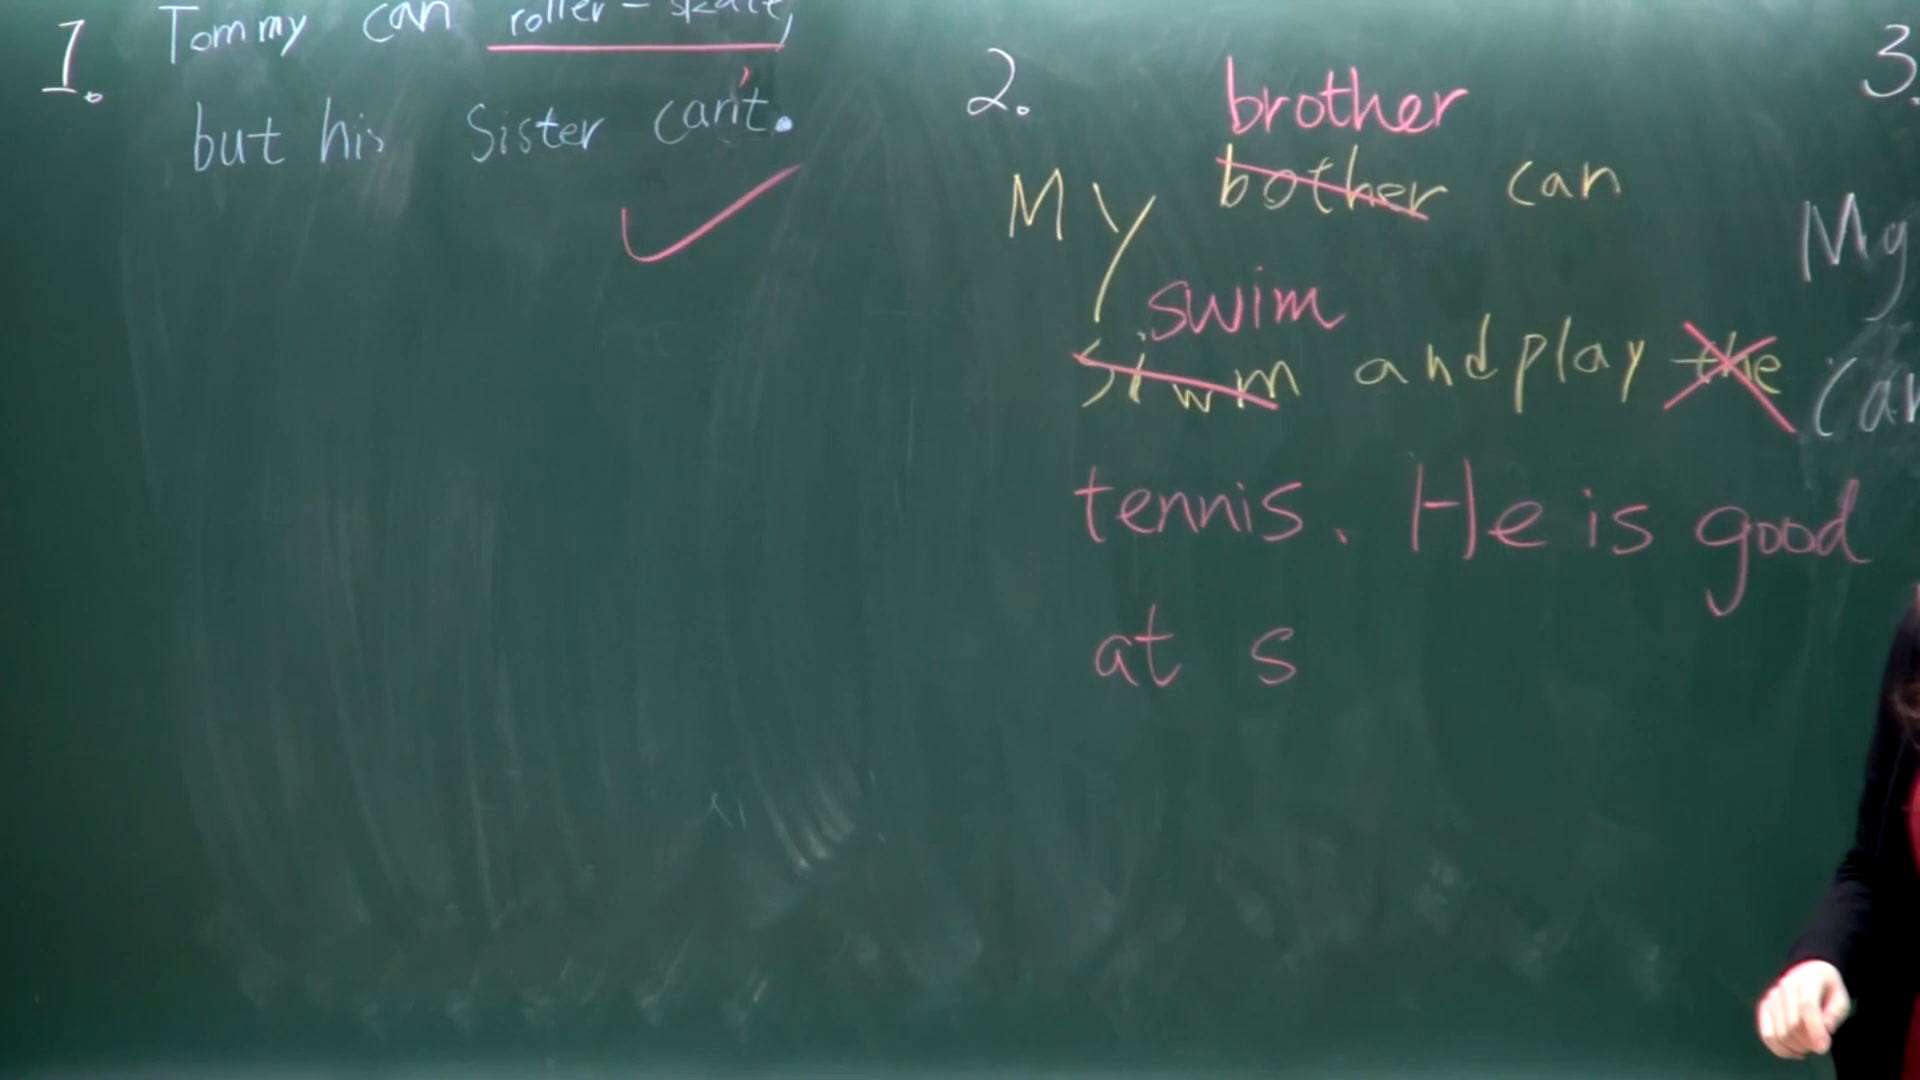 1. Tommy can roller-skate,
but his Sister can't.
2.
brother
My bother can
swim
siwm and play the
tennis. He is good
at s
3.
My
can